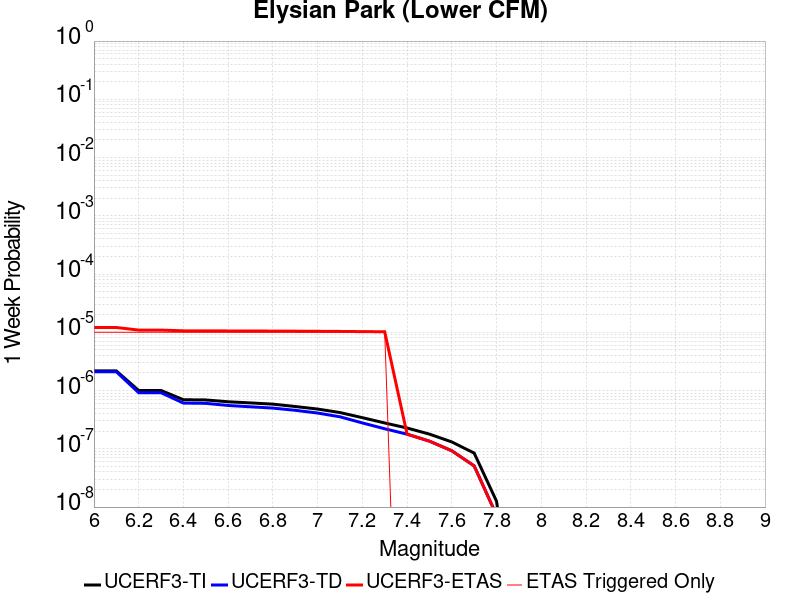 Elysian Park (Lower CFM)
1 Week Probability
10^0
10^-1
10^-2
10^-3
10^-4
10^-5
10^-6
10^-7
10^-8
6 6.2 6.4 6.6 6.8 7 7.2 7.4 7.6 7.8 8 8.2 8.4 8.6 8.8 9
Magnitude
UCERF3-TI UCERF3-TD UCERF3-ETAS ETAS Triggered Only